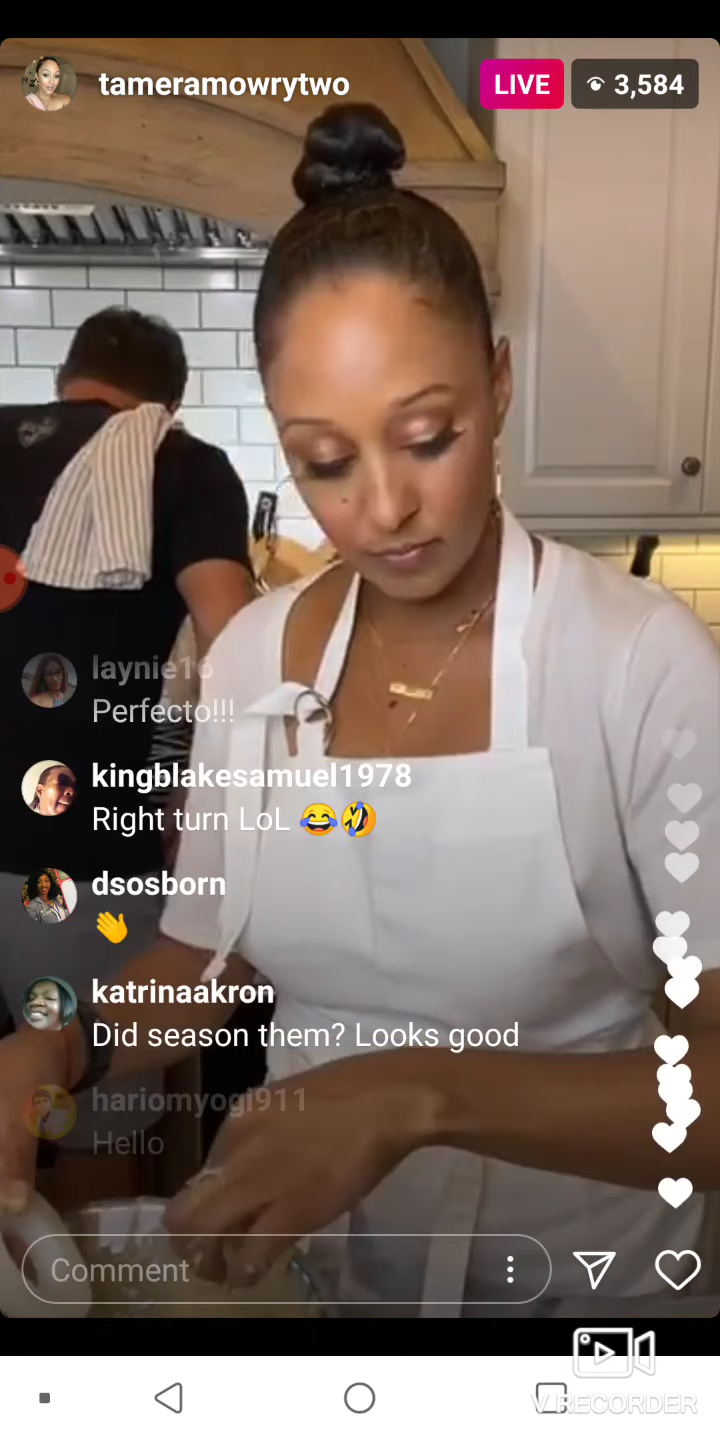 tameramowrytwo
LIVE
3,584
laynie16
Perfecto!!!
kingblakesamuel1978
Right turn LoL 😂🤣
dsosborn
👋
katrinaakron
Did season them? Looks good
hariomyogi911
Hello
Comment
V.RECORDER